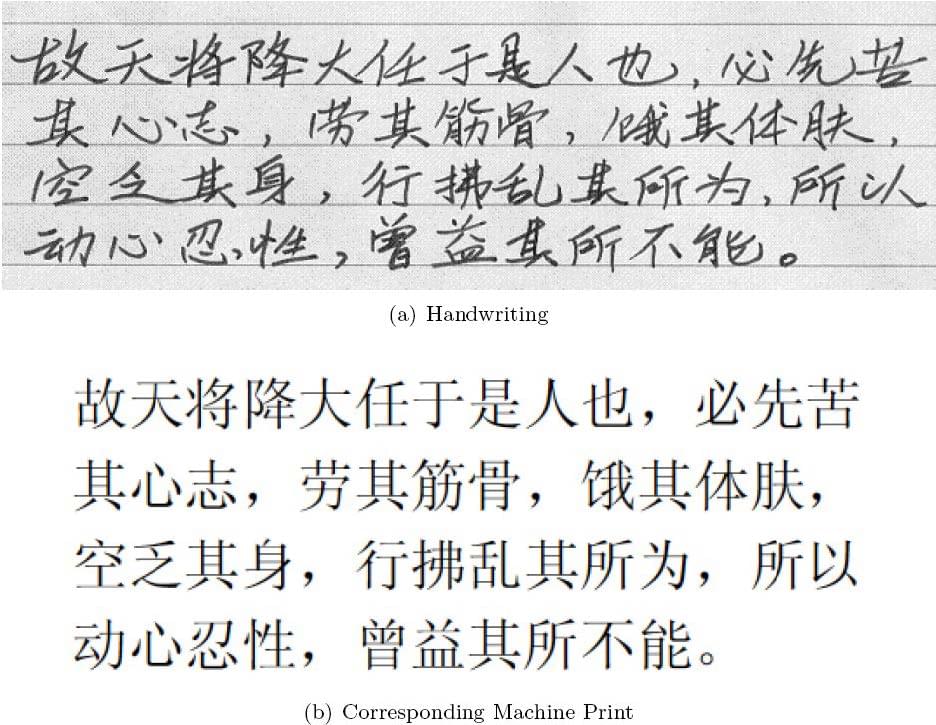 故天将降大任于是人也，必先苦
其心志，劳其筋骨，饿其体肤，
空乏其身，行拂乱其所为，所以
动心忍性，曾益其所不能。
(a) Handwriting
故天将降大任于是人也，必先苦
其心志，劳其筋骨，饿其体肤，
空乏其身，行拂乱其所为，所以
动心忍性，曾益其所不能。
(b) Corresponding Machine Print